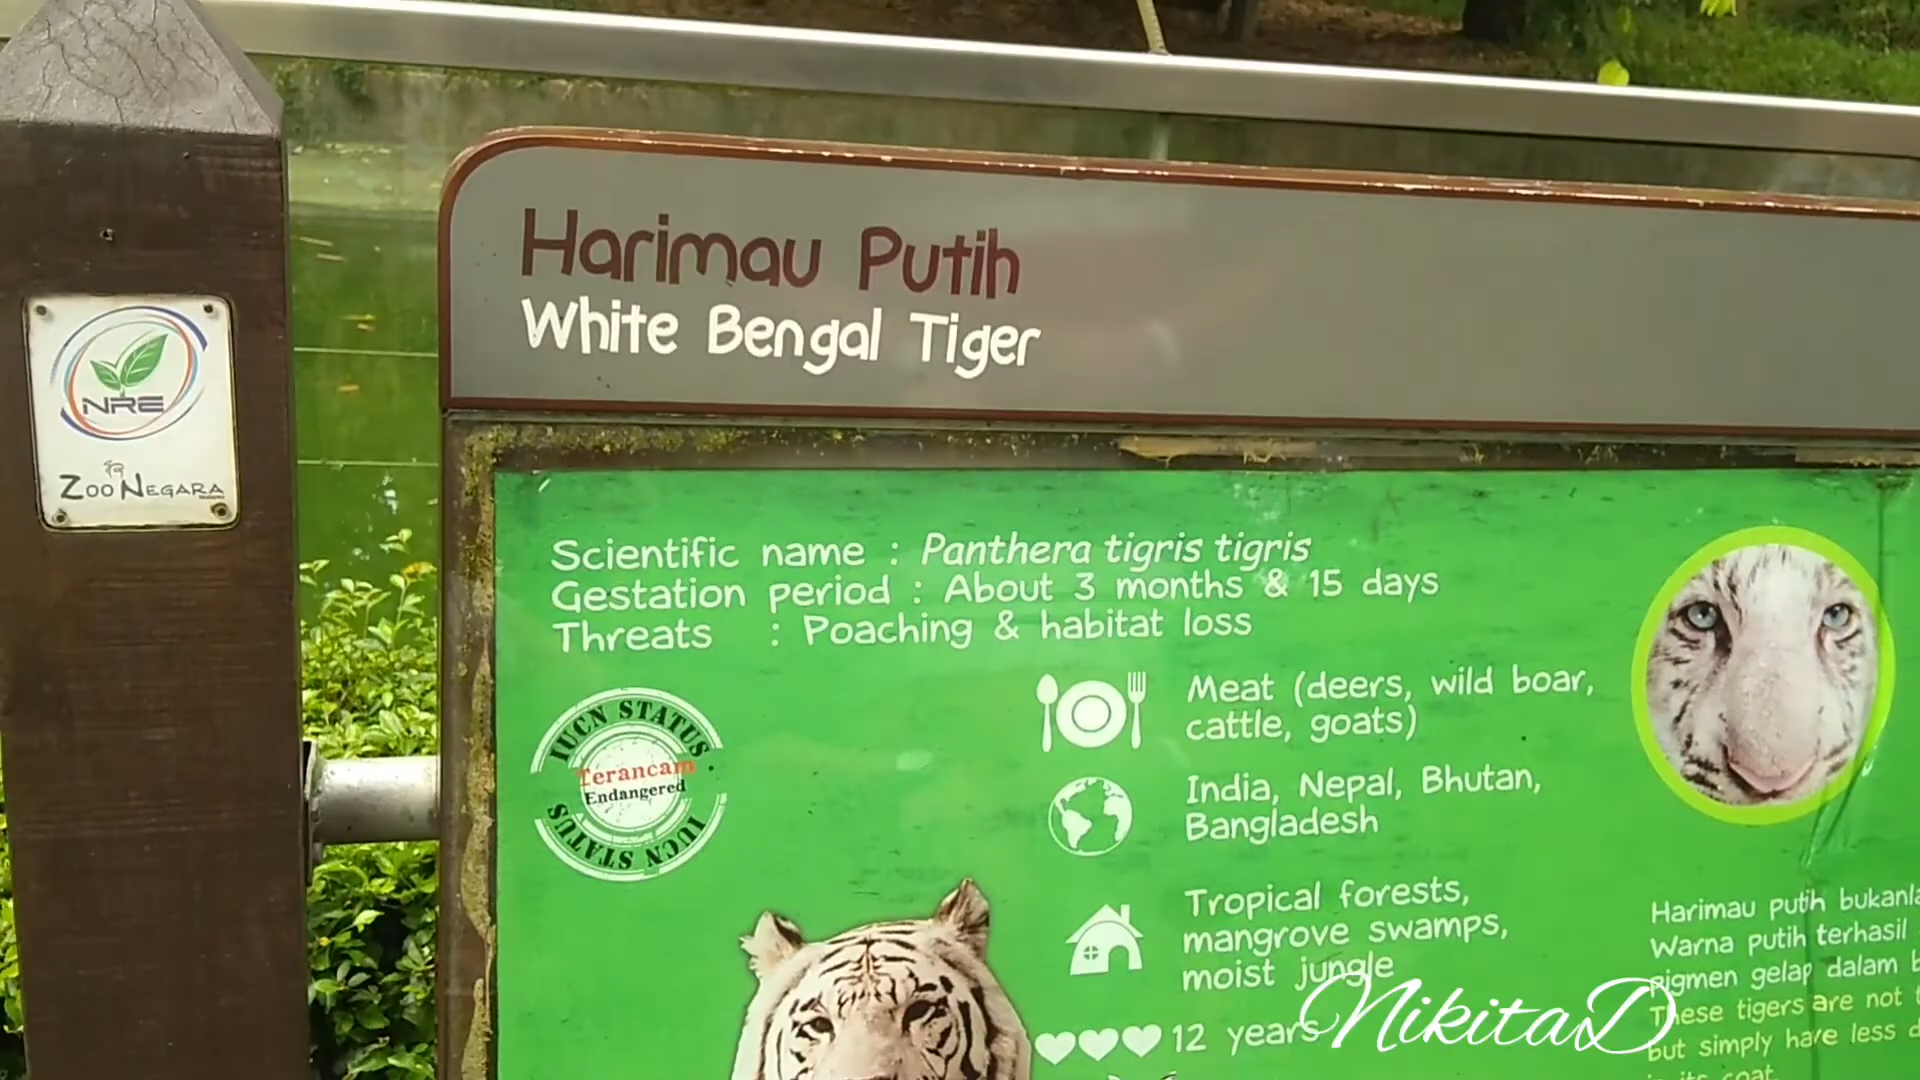 Harimau Putih
White Bengal Tiger
NRE
ZOO NEGARA
Scientific name : Panthera tigris tigris
Gestation period : About 3 months & 15 days
Threats : Poaching & habitat loss
IUCN STATUS
Terancam
Endangered
IUCN STATUS
Meat (deers, wild boar,
cattle, goats)
India, Nepal, Bhutan,
Bangladesh
Tropical forests,
mangrove swamps,
moist jungle
12 years
Harimau putih
Warna putih terhasil
pigmen gelap dalam
These tigers are not
but simply have less
its coat
NikitaD